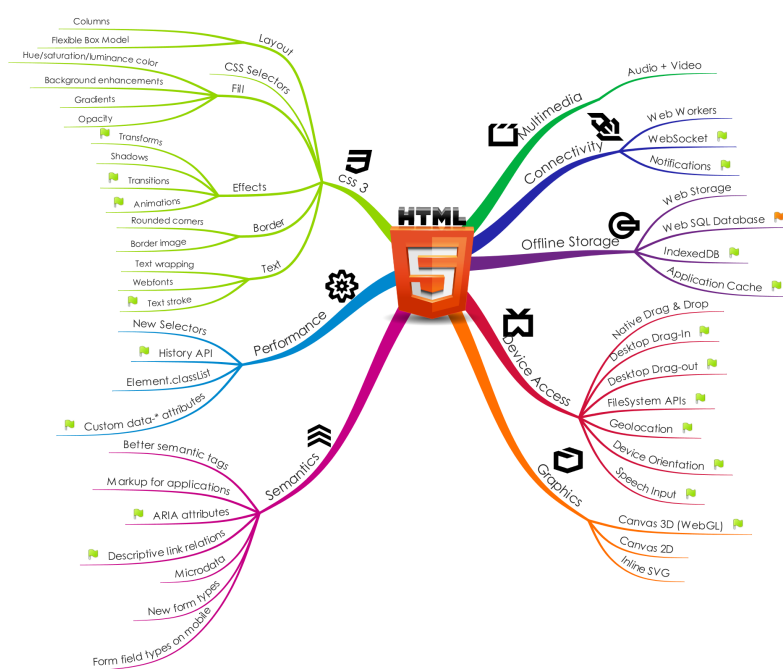 HTML
5
css 3
Layout
Columns
Flexible Box Model
CSS Selectors
Fill
Hue/saturation/luminance color
Background enhancements
Gradients
Opacity
Effects
Transforms
Shadows
Transitions
Animations
Border
Rounded corners
Border image
Text
Text wrapping
Webfonts
Text stroke
Performance
New Selectors
History API
Element.classList
Custom data-* attributes
Semantics
Better semantic tags
Markup for applications
ARIA attributes
Descriptive link relations
Microdata
New form types
Form field types on mobile
Multimedia
Audio + Video
Connectivity
Web Workers
WebSocket
Notifications
Offline Storage
Web Storage
Web SQL Database
IndexedDB
Application Cache
Device Access
Native Drag & Drop
Desktop Drag-In
Desktop Drag-out
FileSystem APIs
Geolocation
Device Orientation
Speech Input
Graphics
Canvas 3D (WebGL)
Canvas 2D
Inline SVG